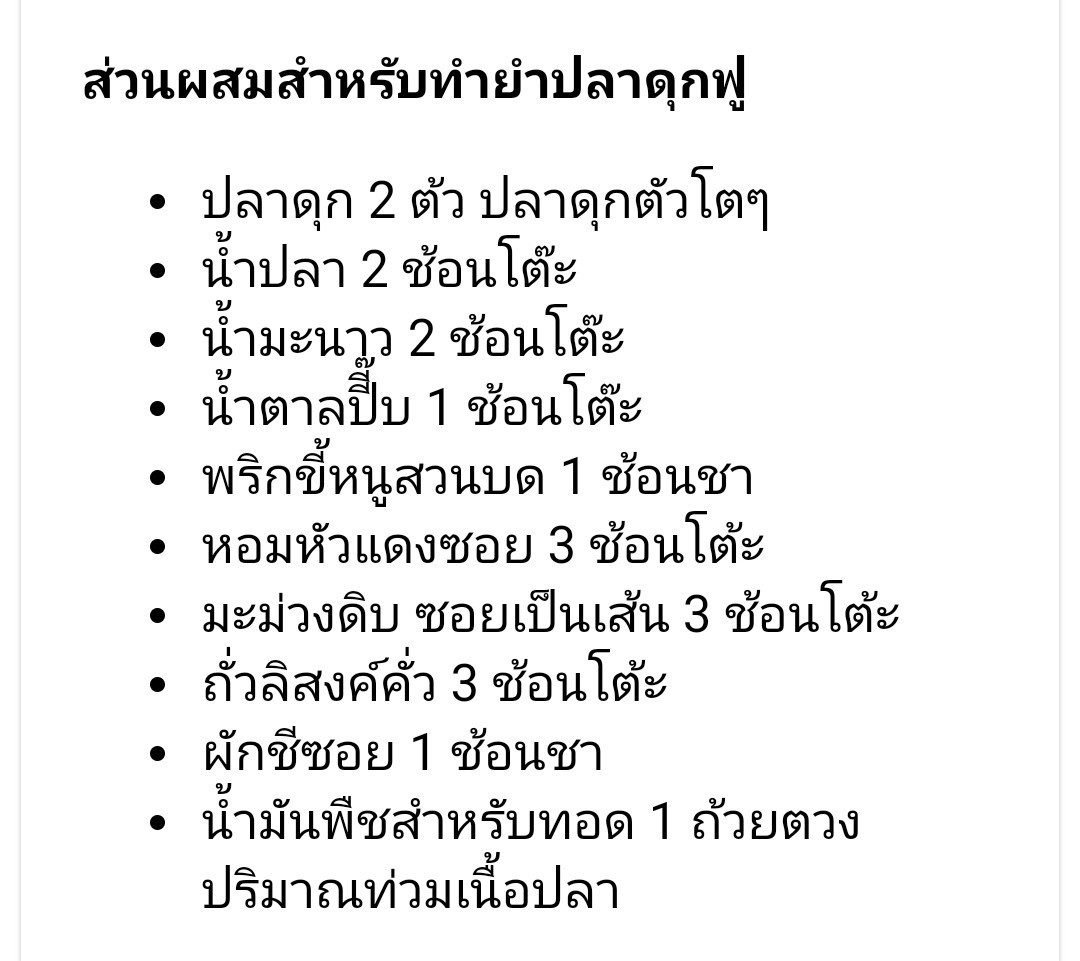 ส่วนผสมสำหรับทำยำปลาดุกฟู
• ปลาดุก 2 ต้ว ปลาดุกตัวโตๆ
• น้ำปลา 2 ช้อนโต๊ะ
• น้ำมะนาว 2 ช้อนโต๊ะ
• น้ำตาลปี๊บ 1 ช้อนโต๊ะ
• พริกขี้หนูสวนบด 1 ช้อนชา
• หอมหัวแดงซอย 3 ช้อนโต้ะ
• มะม่วงดิบ ซอยเป็นเส้น 3 ช้อนโต้ะ
• ถั่วลิสงค์คั่ว 3 ช้อนโต้ะ
• ผักชีซอย 1 ช้อนชา
• น้ำมันพืชสำหรับทอด 1 ถ้วยตวง
ปริมาณท่วมเนื้อปลา